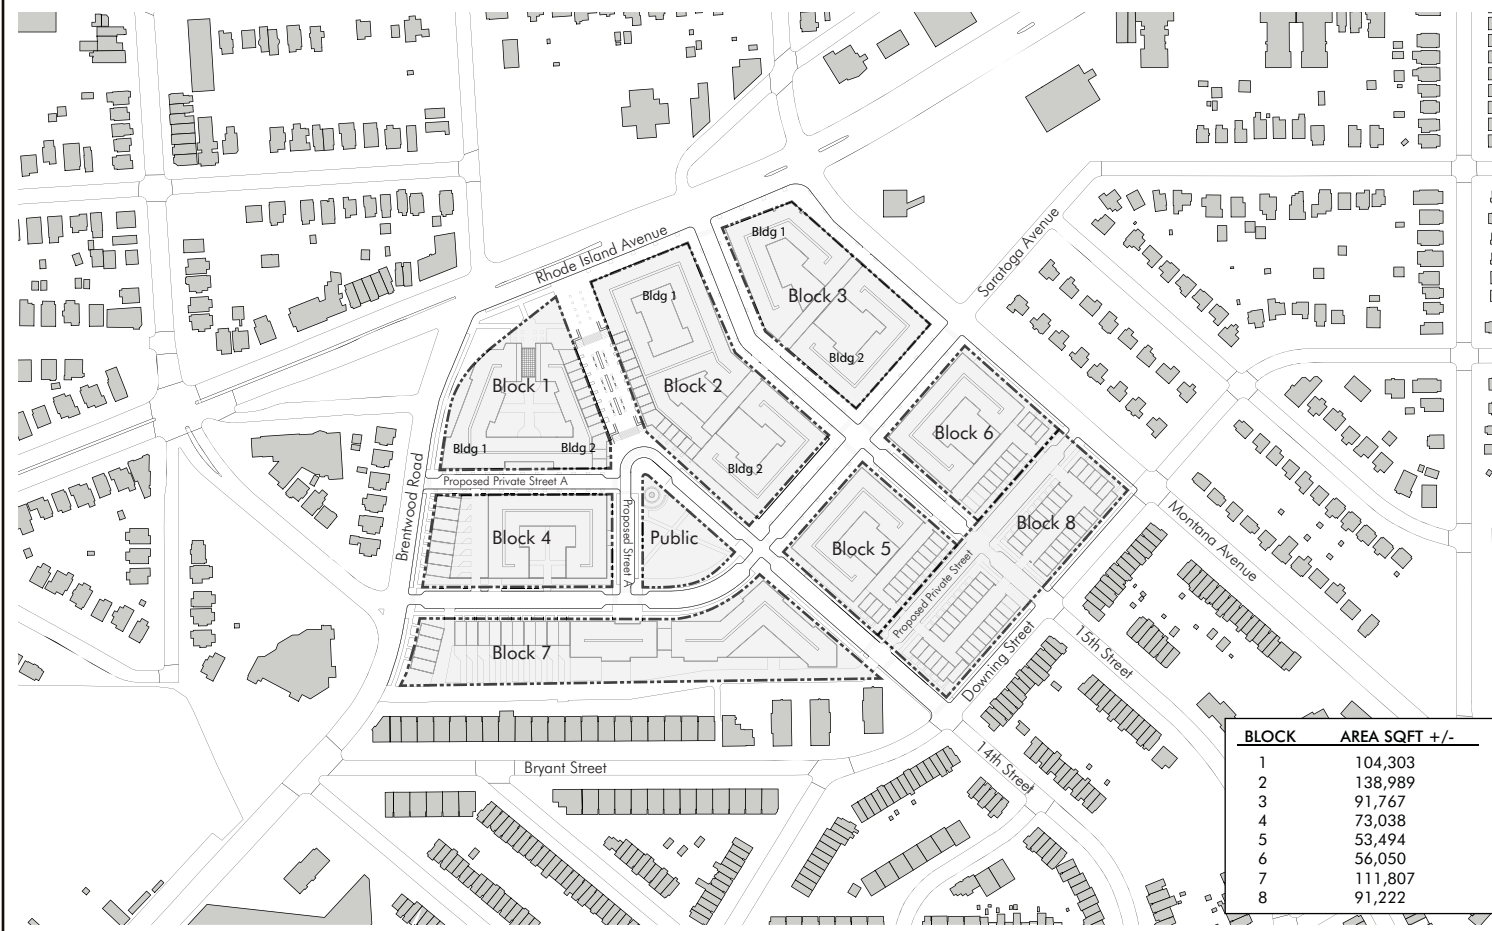 Rhode Island Avenue
Saratoga Avenue
Bldg 1
Block 3
Bldg 2
Bldg 1
Block 2
Bldg 2
Block 1
Bldg 1
Bldg 2
Block 6
Brentwood Road
Proposed Private Street A
Block 4
Proposed Street A
Public
Block 5
Block 8
Proposed Private Street
Montana Avenue
Block 7
Downing Street
15th Street
14th Street
Bryant Street
BLOCK AREA SQFT +/-
1 104,303
2 138,989
3 91,767
4 73,038
5 53,494
6 56,050
7 111,807
8 91,222